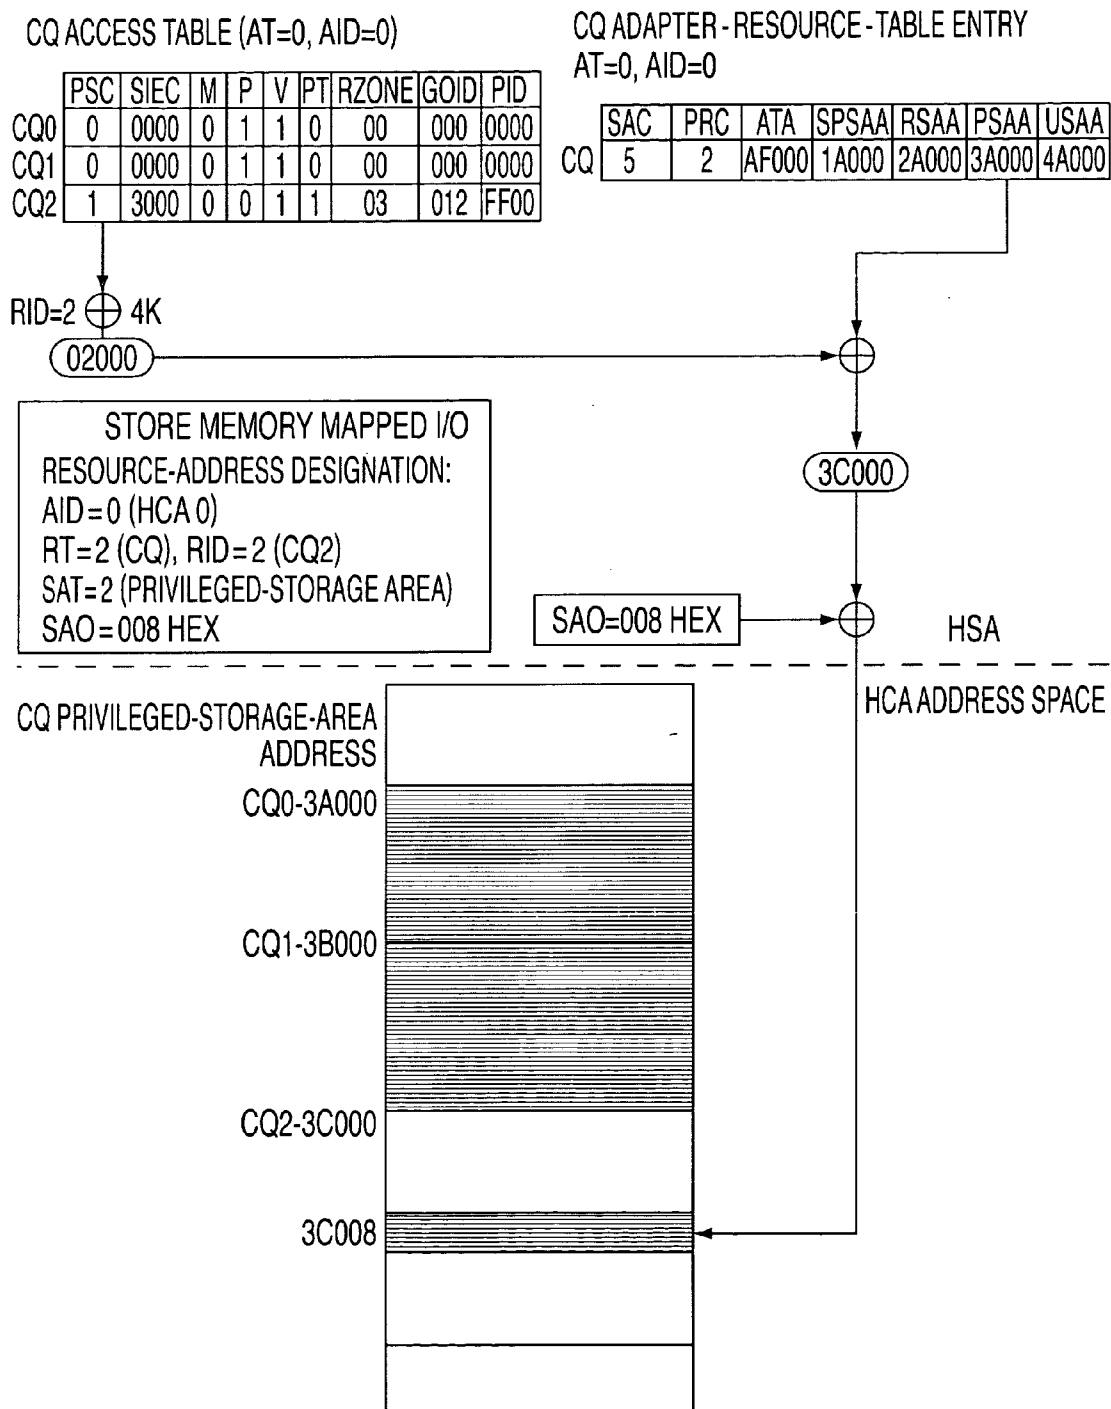 CQ ACCESS TABLE (AT=0, AID=0)
PSC SIEC M P V PT RZONE GOID PID
CQ0 0 0000 0 1 1 0 00 000 0000
CQ1 0 0000 0 1 1 0 00 000 0000
CQ2 1 3000 0 0 1 1 03 012 FF00
CQ ADAPTER-RESOURCE-TABLE ENTRY
AT=0, AID=0
SAC PRC ATA SPSAA RSAA PSAA USAA
CQ 5 2 AF000 1A000 2A000 3A000 4A000
RID=2 4K
02000
STORE MEMORY MAPPED I/O
RESOURCE-ADDRESS DESIGNATION:
AID=0 (HCA 0)
RT=2 (CQ), RID=2 (CQ2)
SAT=2 (PRIVILEGED-STORAGE AREA)
SAO=008 HEX
3C000
SAO=008 HEX
HSA
HCA ADDRESS SPACE
CQ PRIVILEGED-STORAGE-AREA
ADDRESS
CQ0-3A000
CQ1-3B000
CQ2-3C000
3C008